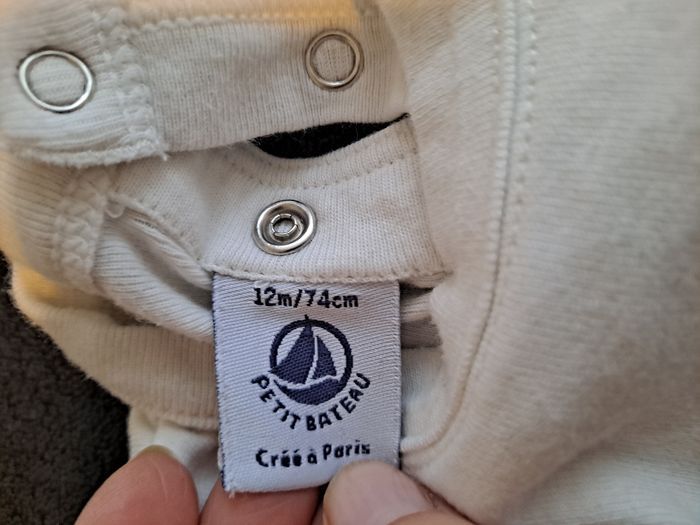 12m/74cm
PETIT BATEAU
Créé à Paris